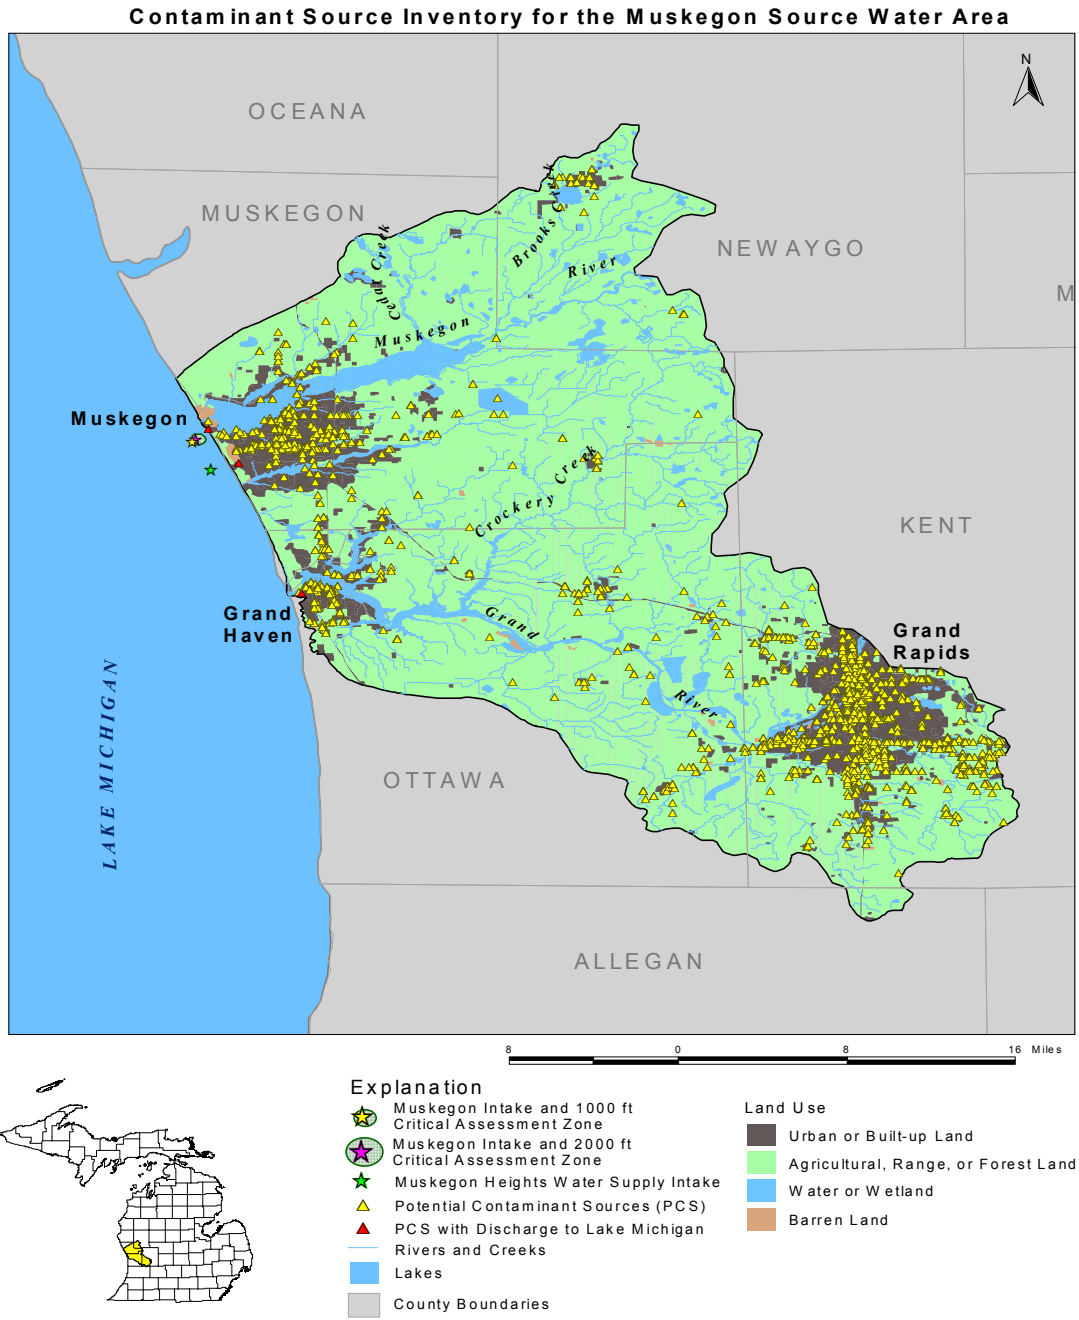 Contaminant Source Inventory for the Muskegon Source Water Area
N
OCEANA
MUSKEGON
NEWAYGO
M
Cedar Creek
Brooks Creek
River
Muskegon
Muskegon
Crockery Creek
KENT
Grand
Haven
Grand
Grand
Rapids
River
LAKE MICHIGAN
OTTAWA
ALLEGAN
8 0 8 16 Miles
Explanation
Muskegon Intake and 1000 ft
Critical Assessment Zone
Muskegon Intake and 2000 ft
Critical Assessment Zone
Muskegon Heights Water Supply Intake
Potential Contaminant Sources (PCS)
PCS with Discharge to Lake Michigan
Rivers and Creeks
Lakes
County Boundaries
Land Use
Urban or Built-up Land
Agricultural, Range, or Forest Land
Water or Wetland
Barren Land